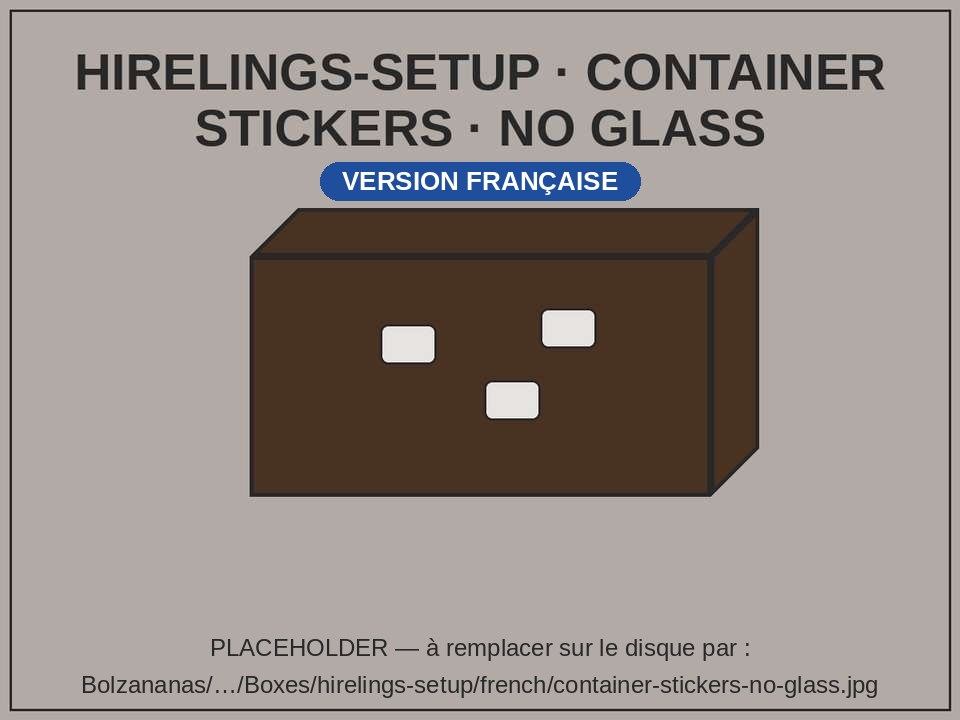 HIRELINGS-SETUP · CONTAINER
STICKERS · NO GLASS
VERSION FRANÇAISE
PLACEHOLDER — à remplacer sur le disque par :
Bolzananas/…/Boxes/hirelings-setup/french/container-stickers-no-glass.jpg